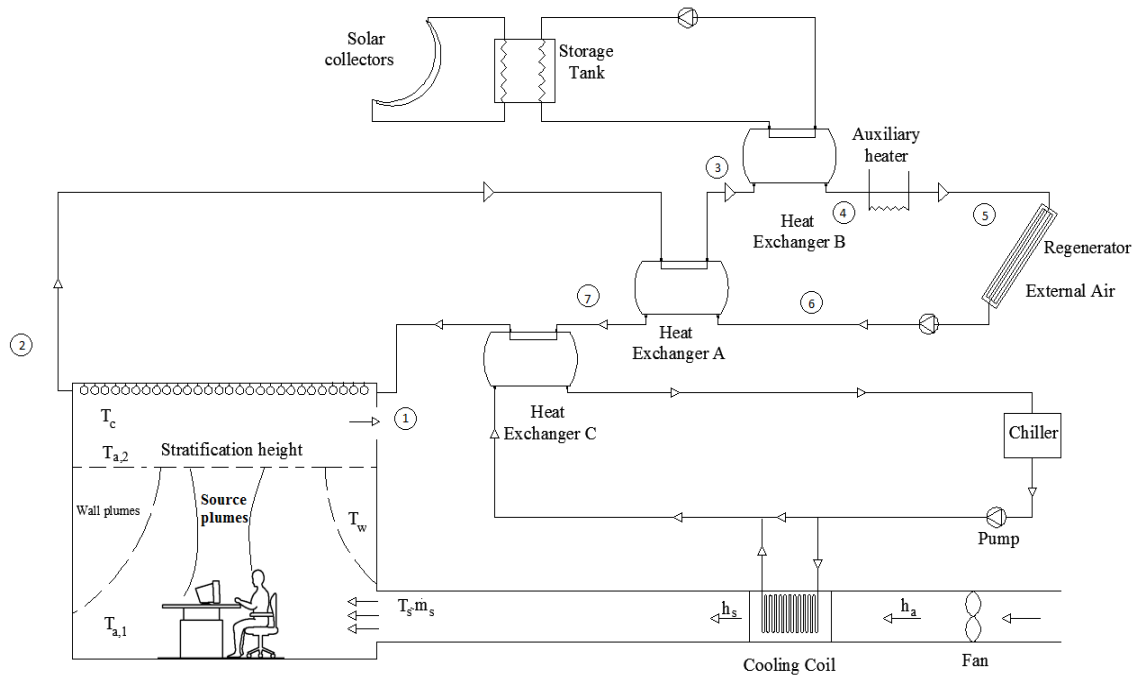 Solar
collectors
Storage
Tank
Auxiliary
heater
3
4
5
Heat
Exchanger B
Regenerator
External Air
7
6
Heat
Exchanger A
2
1
Heat
Exchanger C
Chiller
T_c
Stratification height
T_a,2
Source
plumes
Wall plumes
T_w
Pump
T_s, ṁ_s
h_s
h_a
T_a,1
Cooling Coil
Fan